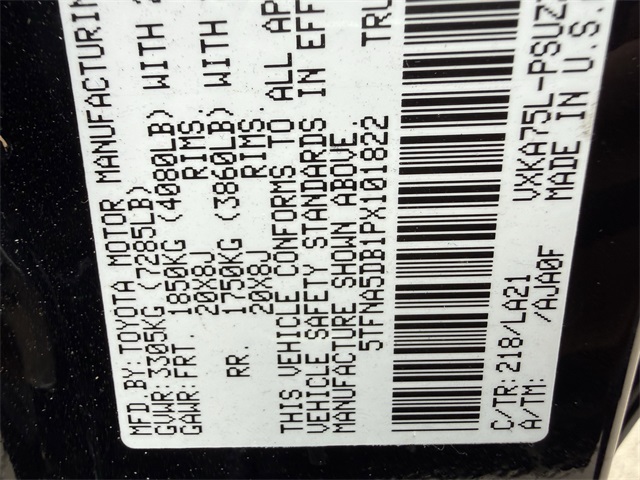 MFD.BY:TOYOTA MOTOR MANUFACTURIN
GVWR:3305KG (7285LB)
GAWR:FRT. 1850KG (4080LB) WITH
20X8J RIMS,
RR. 1750KG (3860LB) WITH
20X8J RIMS.
THIS VEHICLE CONFORMS TO ALL AP
VEHICLE SAFETY STANDARDS IN EFF
MANUFACTURE SHOWN ABOVE.
5TFNA5DB1PX101822 TRU
C/TR:218/LA21 VXKA75L-PSUZ
A/TM: /AJA0F MADE IN U.S.